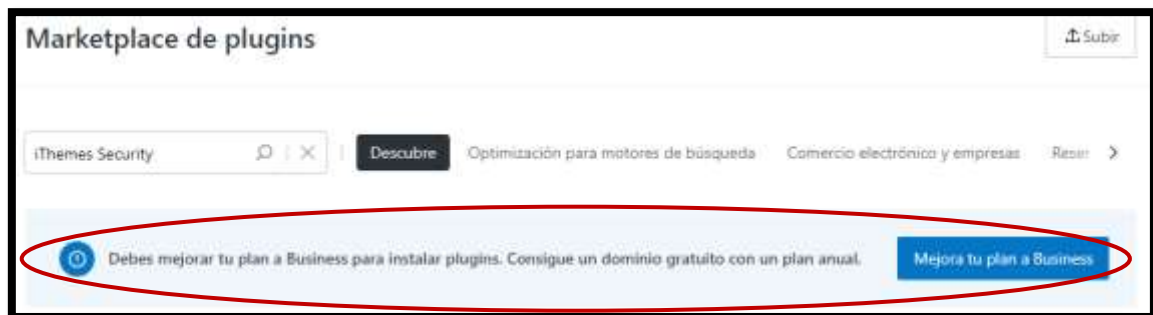 Marketplace de plugins
Subir
iThemes Security
Descubre
Optimización para motores de búsqueda
Comercio electrónico y empresas
Debes mejorar tu plan a Business para instalar plugins. Consigue un dominio gratuito con un plan anual.
Mejora tu plan a Business